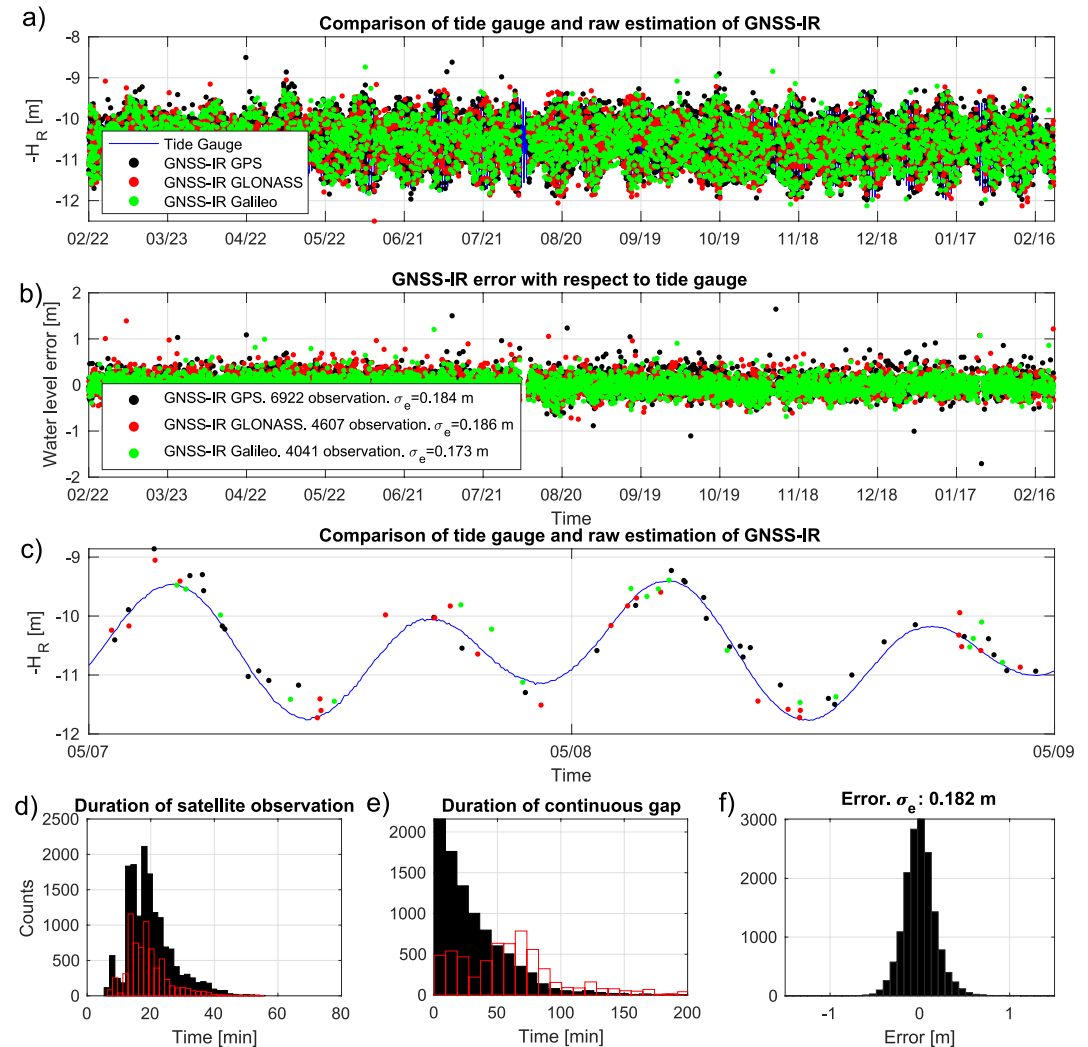 a)
Comparison of tide gauge and raw estimation of GNSS-IR
-8
-9
-10
-11
-12
-H_R [m]
Tide Gauge
GNSS-IR GPS
GNSS-IR GLONASS
GNSS-IR Galileo
02/22 03/23 04/22 05/22 06/21 07/21 08/20 09/19 10/19 11/18 12/18 01/17 02/16
b)
GNSS-IR error with respect to tide gauge
2
1
0
-1
-2
Water level error [m]
GNSS-IR GPS. 6922 observation. σ_e=0.184 m
GNSS-IR GLONASS. 4607 observation. σ_e=0.186 m
GNSS-IR Galileo. 4041 observation. σ_e=0.173 m
02/22 03/23 04/22 05/22 06/21 07/21 08/20 09/19 10/19 11/18 12/18 01/17 02/16
Time
c)
Comparison of tide gauge and raw estimation of GNSS-IR
-9
-10
-11
-12
-H_R [m]
05/07 05/08 05/09
Time
d)
Duration of satellite observation
2500
2000
1500
1000
500
0
Counts
0 20 40 60 80
Time [min]
e)
Duration of continuous gap
2000
1500
1000
500
0
0 50 100 150 200
Time [min]
f)
Error. σ_e: 0.182 m
3000
2000
1000
0
-1 0 1
Error [m]